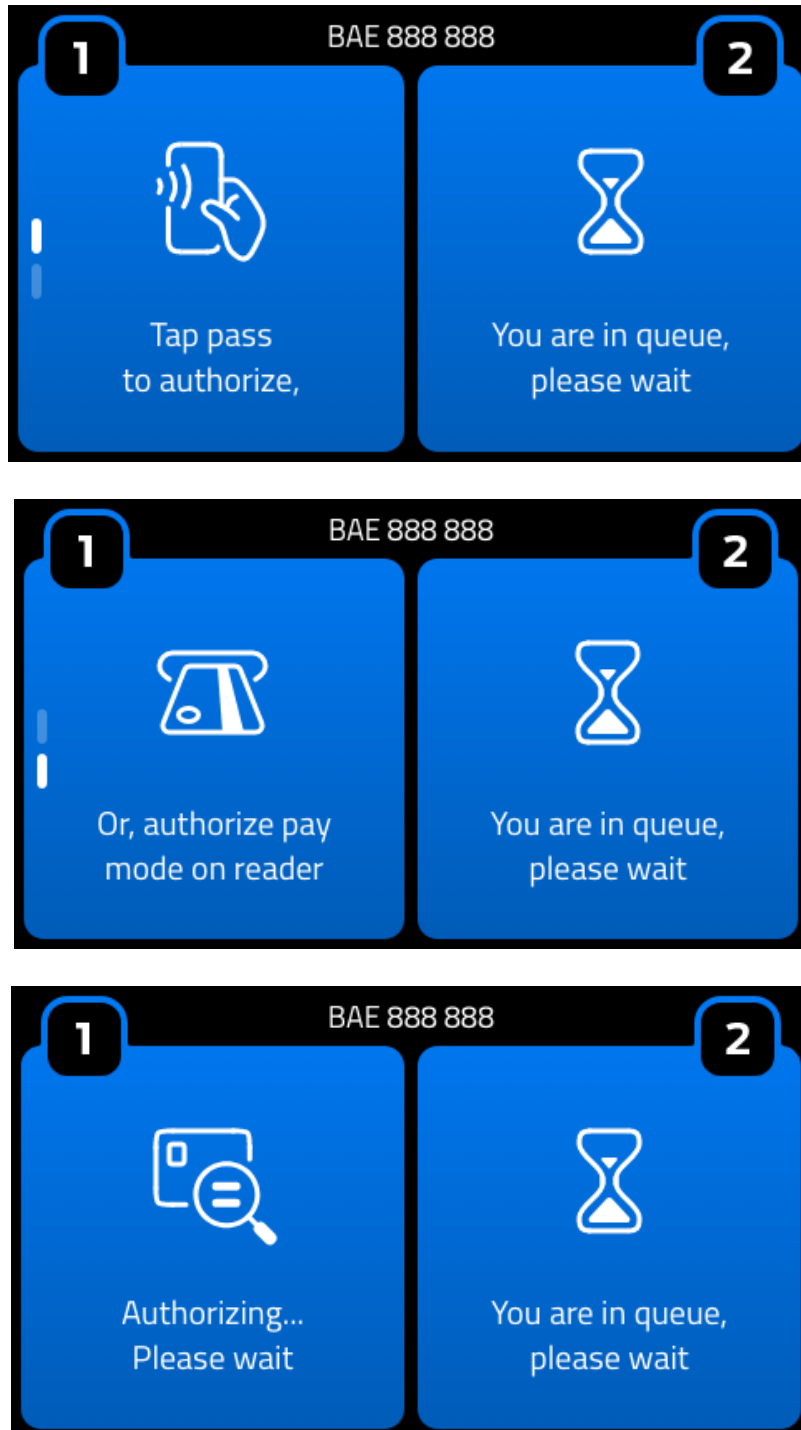 1
BAE 888 888
2
Tap pass
to authorize,
You are in queue,
please wait
1
BAE 888 888
2
Or, authorize pay
mode on reader
You are in queue,
please wait
1
BAE 888 888
2
Authorizing...
Please wait
You are in queue,
please wait